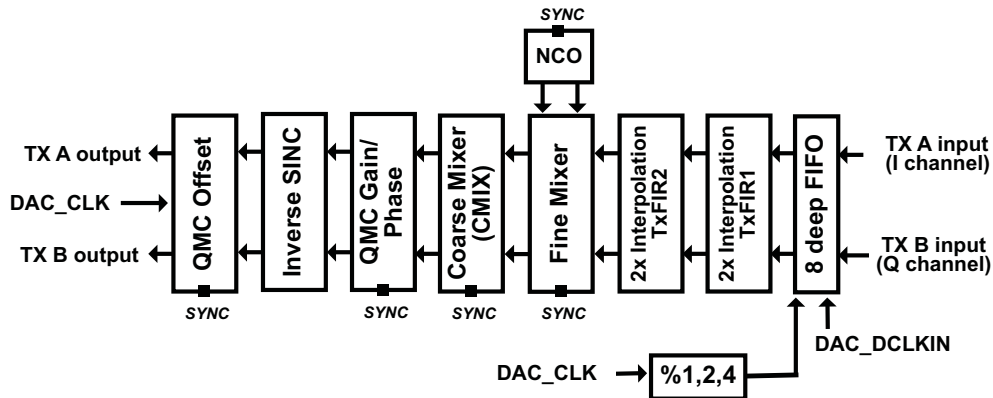 SYNC
NCO
TX A output
DAC_CLK
TX B output
QMC Offset
Inverse SINC
QMC Gain/
Phase
Coarse Mixer
(CMIX)
Fine Mixer
2x Interpolation
TxFIR2
2x Interpolation
TxFIR1
8 deep FIFO
TX A input
(I channel)
TX B input
(Q channel)
SYNC
SYNC
SYNC
SYNC
DAC_DCLKIN
DAC_CLK
%1,2,4